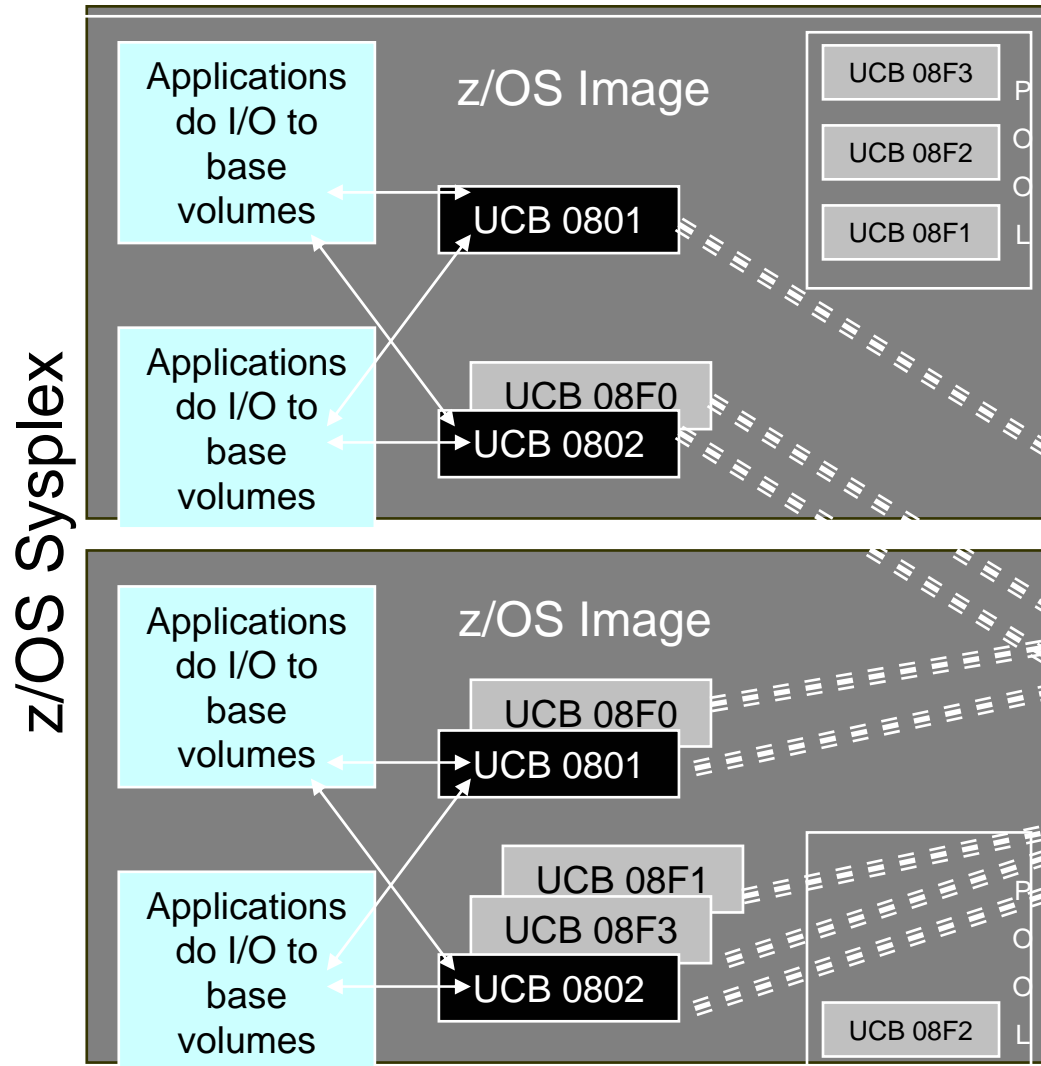 z/OS Sysplex
Applications
do I/O to
base
volumes
z/OS Image
UCB 0801
UCB 08F3
UCB 08F2
UCB 08F1
P
O
O
L
Applications
do I/O to
base
volumes
UCB 08F0
UCB 0802
Applications
do I/O to
base
volumes
z/OS Image
UCB 08F0
UCB 0801
Applications
do I/O to
base
volumes
UCB 08F1
UCB 08F3
UCB 0802
P
O
O
L
UCB 08F2